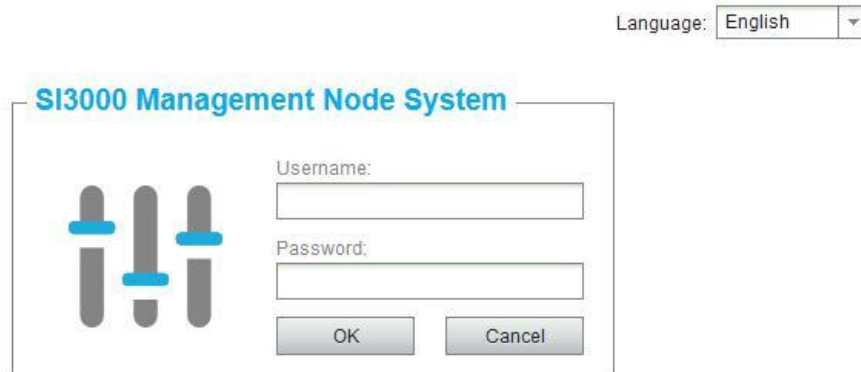 Language: English
SI3000 Management Node System
Username:
Password:
OK Cancel